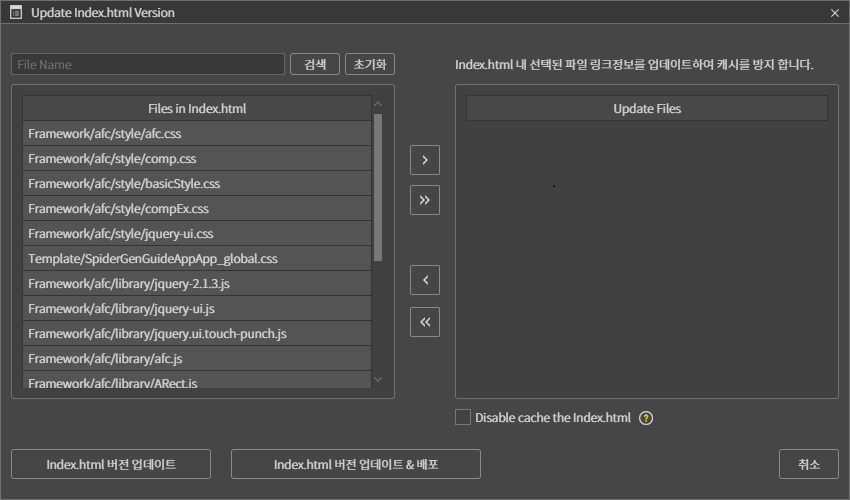 Update Index.html Version
File Name
검색
초기화
Index.html 내 선택된 파일 링크정보를 업데이트하여 캐시를 방지 합니다.
Files in Index.html
Framework/afc/style/afc.css
Framework/afc/style/comp.css
Framework/afc/style/basicStyle.css
Framework/afc/style/compEx.css
Framework/afc/style/jquery-ui.css
Template/SpiderGenGuideAppApp_global.css
Framework/afc/library/jquery-2.1.3.js
Framework/afc/library/jquery-ui.js
Framework/afc/library/jquery.ui.touch-punch.js
Framework/afc/library/afc.js
Framework/afc/library/ARect.js
>
>>
<
<<
Update Files
Disable cache the Index.html ?
Index.html 버전 업데이트
Index.html 버전 업데이트 & 배포
취소